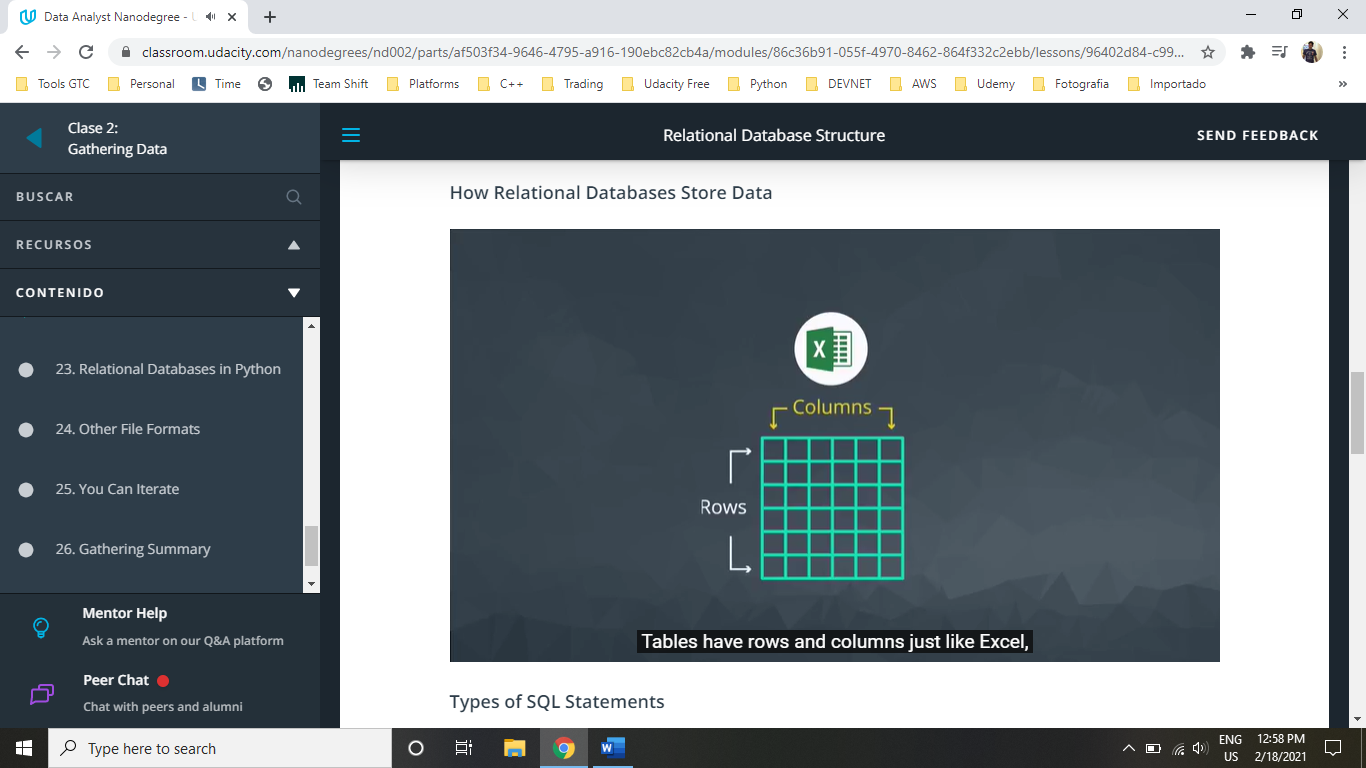 Data Analyst Nanodegree - U
classroom.udacity.com/nanodegrees/nd002/parts/af503f34-9646-4795-a916-190ebc82cb4a/modules/86c36b91-055f-4970-8462-864f332c2ebb/lessons/96402d84-c99...
Tools GTC
Personal
Time
Team Shift
Platforms
C++
Trading
Udacity Free
Python
DEVNET
AWS
Udemy
Fotografia
Importado
»
Clase 2:
Gathering Data
BUSCAR
RECURSOS
CONTENIDO
23. Relational Databases in Python
24. Other File Formats
25. You Can Iterate
26. Gathering Summary
Mentor Help
Ask a mentor on our Q&A platform
Peer Chat
Chat with peers and alumni
Relational Database Structure
SEND FEEDBACK
How Relational Databases Store Data
X
Columns
Rows
Tables have rows and columns just like Excel,
Types of SQL Statements
Type here to search
W
ENG
US
12:58 PM
2/18/2021